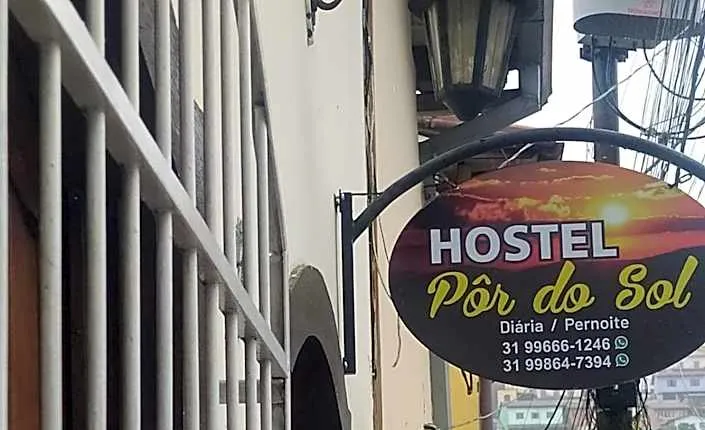 HOSTEL
Pôr do Sol
Diária / Pernoite
31 99666-1246
31 99864-7394